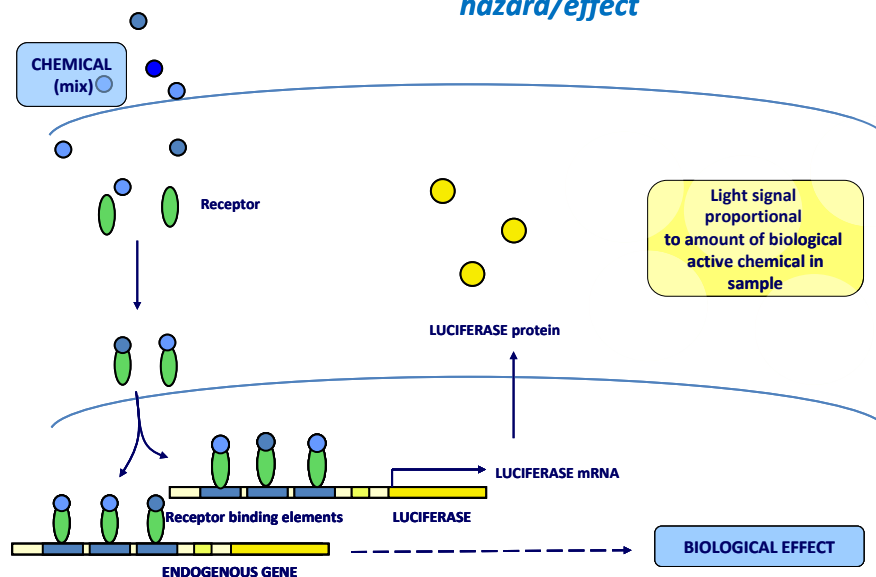 hazard/effect
CHEMICAL
(mix)
Receptor
Light signal
proportional
to amount of biological
active chemical in
sample
LUCIFERASE protein
LUCIFERASE mRNA
Receptor binding elements
LUCIFERASE
ENDOGENOUS GENE
BIOLOGICAL EFFECT